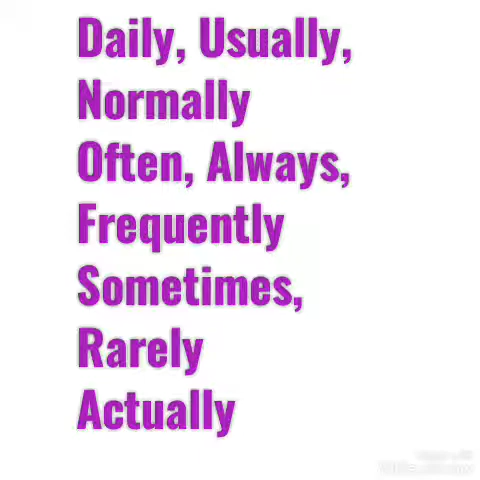 Daily, Usually,
Normally
Often, Always,
Frequently
Sometimes,
Rarely
Actually